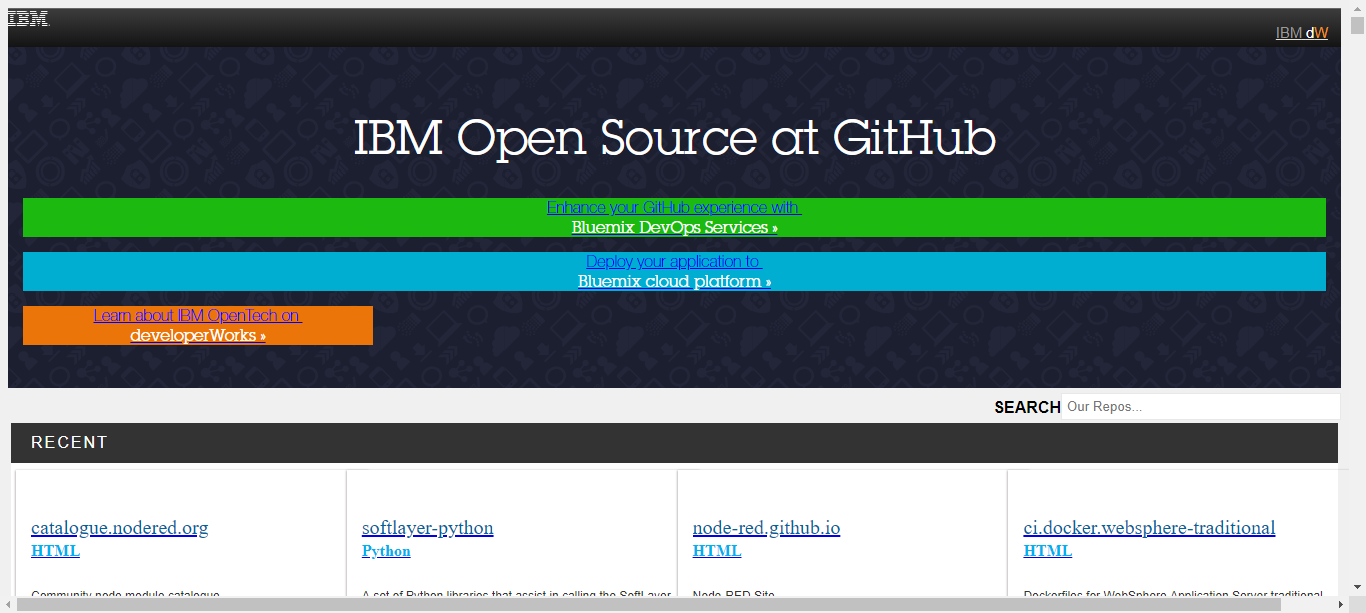 IBM
IBM dW
IBM Open Source at GitHub
Enhance your GitHub experience with
Bluemix DevOps Services »
Deploy your application to
Bluemix cloud platform »
Learn about IBM OpenTech on
developerWorks »
SEARCH Our Repos...
RECENT
catalogue.nodered.org
HTML
Community node module catalogue
softlayer-python
Python
A set of Python libraries that assist in calling the SoftLayer
node-red.github.io
HTML
Node-RED Site
ci.docker.websphere-traditional
HTML
Dockerfiles for WebSphere Application Server traditional